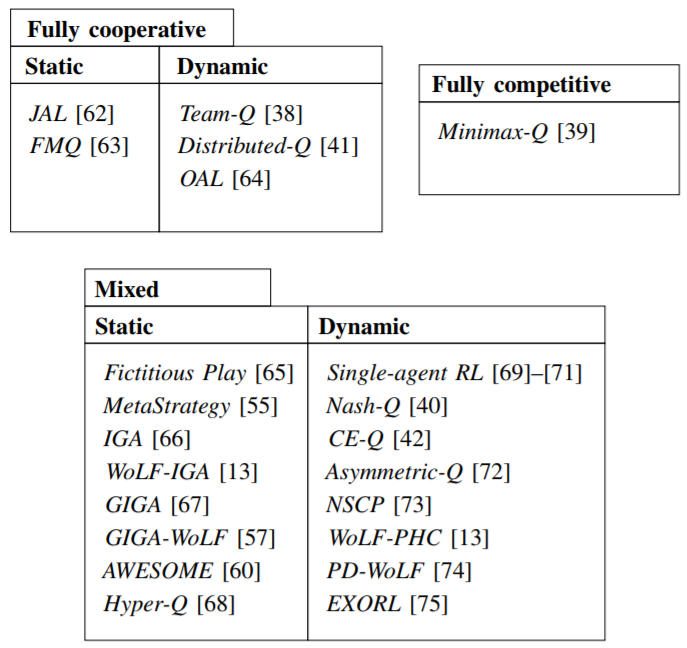 Fully cooperative
Static
Dynamic
JAL [62]
FMQ [63]
Team-Q [38]
Distributed-Q [41]
OAL [64]
Fully competitive
Minimax-Q [39]
Mixed
Static
Dynamic
Fictitious Play [65]
MetaStrategy [55]
IGA [66]
WoLF-IGA [13]
GIGA [67]
GIGA-WoLF [57]
AWESOME [60]
Hyper-Q [68]
Single-agent RL [69]–[71]
Nash-Q [40]
CE-Q [42]
Asymmetric-Q [72]
NSCP [73]
WoLF-PHC [13]
PD-WoLF [74]
EXORL [75]